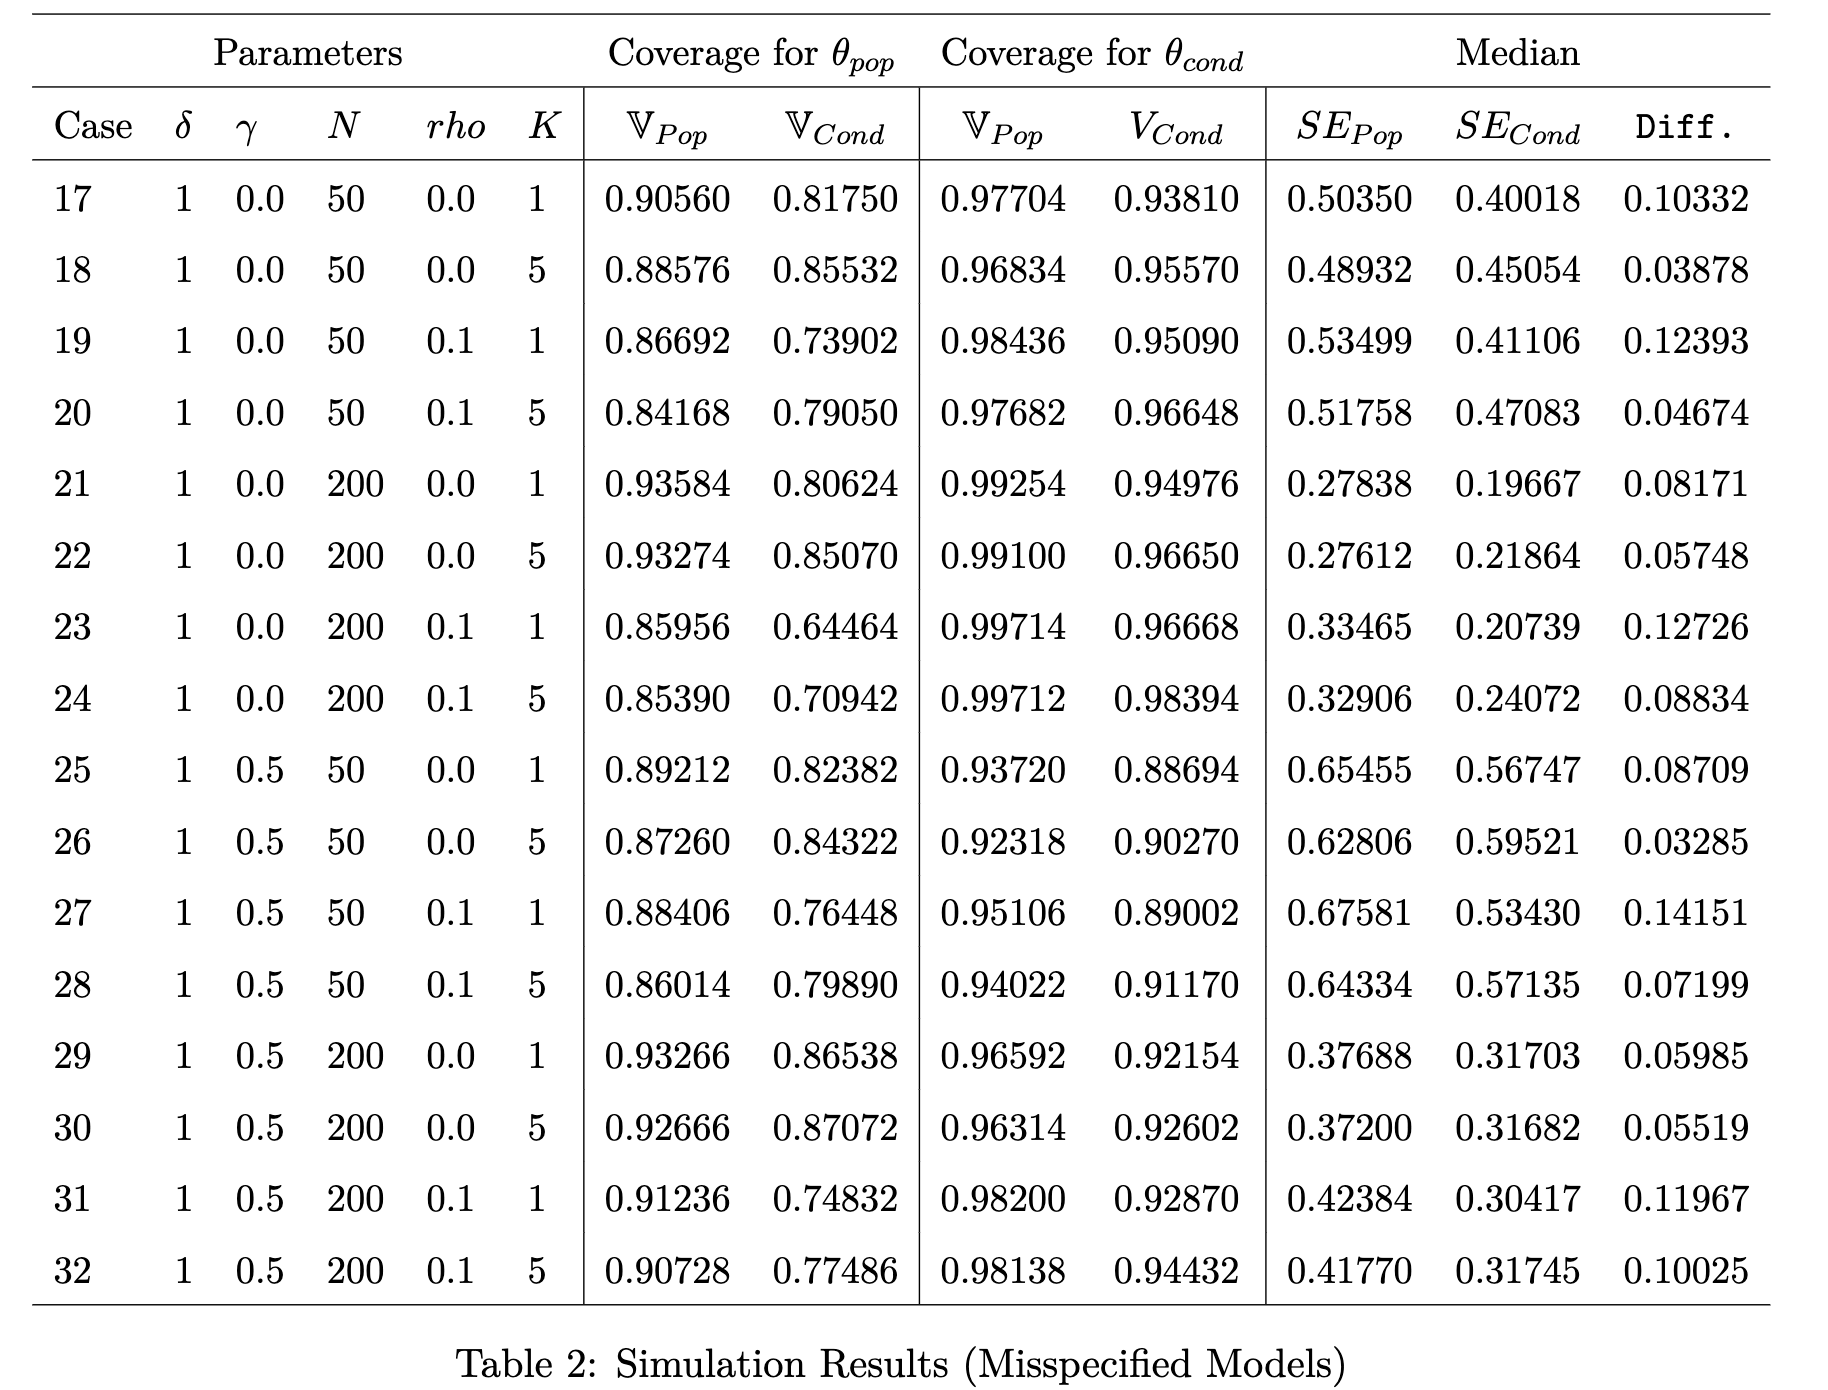 Parameters Coverage for θpop Coverage for θcond Median
Case δ γ N rho K 𝕍Pop 𝕍Cond 𝕍Pop VCond SEPop SECond Diff.
17 1 0.0 50 0.0 1 0.90560 0.81750 0.97704 0.93810 0.50350 0.40018 0.10332
18 1 0.0 50 0.0 5 0.88576 0.85532 0.96834 0.95570 0.48932 0.45054 0.03878
19 1 0.0 50 0.1 1 0.86692 0.73902 0.98436 0.95090 0.53499 0.41106 0.12393
20 1 0.0 50 0.1 5 0.84168 0.79050 0.97682 0.96648 0.51758 0.47083 0.04674
21 1 0.0 200 0.0 1 0.93584 0.80624 0.99254 0.94976 0.27838 0.19667 0.08171
22 1 0.0 200 0.0 5 0.93274 0.85070 0.99100 0.96650 0.27612 0.21864 0.05748
23 1 0.0 200 0.1 1 0.85956 0.64464 0.99714 0.96668 0.33465 0.20739 0.12726
24 1 0.0 200 0.1 5 0.85390 0.70942 0.99712 0.98394 0.32906 0.24072 0.08834
25 1 0.5 50 0.0 1 0.89212 0.82382 0.93720 0.88694 0.65455 0.56747 0.08709
26 1 0.5 50 0.0 5 0.87260 0.84322 0.92318 0.90270 0.62806 0.59521 0.03285
27 1 0.5 50 0.1 1 0.88406 0.76448 0.95106 0.89002 0.67581 0.53430 0.14151
28 1 0.5 50 0.1 5 0.86014 0.79890 0.94022 0.91170 0.64334 0.57135 0.07199
29 1 0.5 200 0.0 1 0.93266 0.86538 0.96592 0.92154 0.37688 0.31703 0.05985
30 1 0.5 200 0.0 5 0.92666 0.87072 0.96314 0.92602 0.37200 0.31682 0.05519
31 1 0.5 200 0.1 1 0.91236 0.74832 0.98200 0.92870 0.42384 0.30417 0.11967
32 1 0.5 200 0.1 5 0.90728 0.77486 0.98138 0.94432 0.41770 0.31745 0.10025
Table 2: Simulation Results (Misspecified Models)